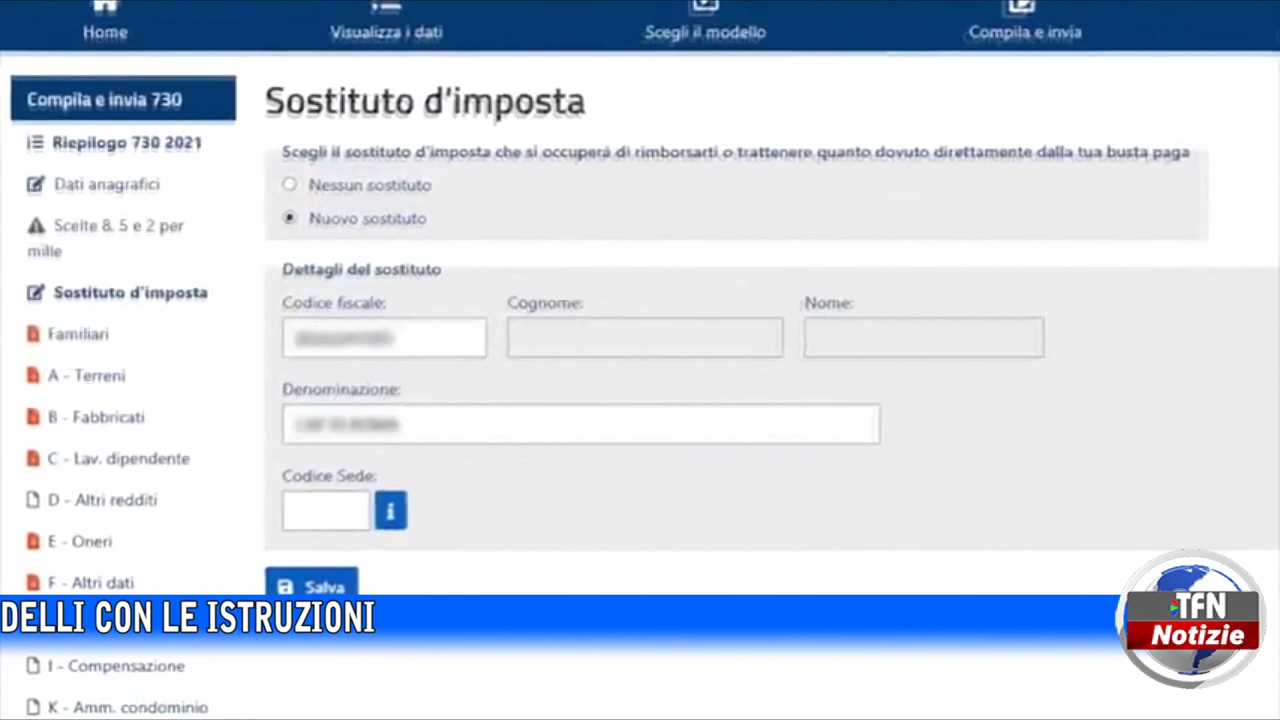 Home
Visualizza i dati
Scegli il modello
Compila e invia
Compila e invia 730
Riepilogo 730 2021
Dati anagrafici
Scelte 8, 5 e 2 per
mille
Sostituto d'imposta
Familiari
A - Terreni
B - Fabbricati
C - Lav. dipendente
D - Altri redditi
E - Oneri
F - Altri dati
I - Compensazione
K - Amm. condominio
Sostituto d'imposta
Scegli il sostituto d'imposta che si occuperà di rimborsarti o trattenere quanto dovuto direttamente dalla tua busta paga
Nessun sostituto
Nuovo sostituto
Dettagli del sostituto
Codice fiscale:
Cognome:
Nome:
Denominazione:
Codice Sede:
Salva
DELLI CON LE ISTRUZIONI
TFN
Notizie